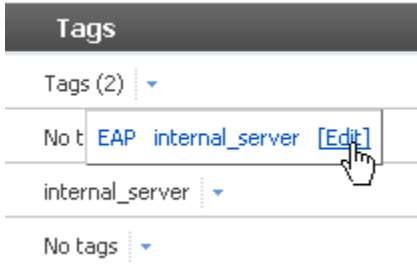 Tags
Tags (2)
No t
EAP internal_server [Edit]
internal_server
No tags